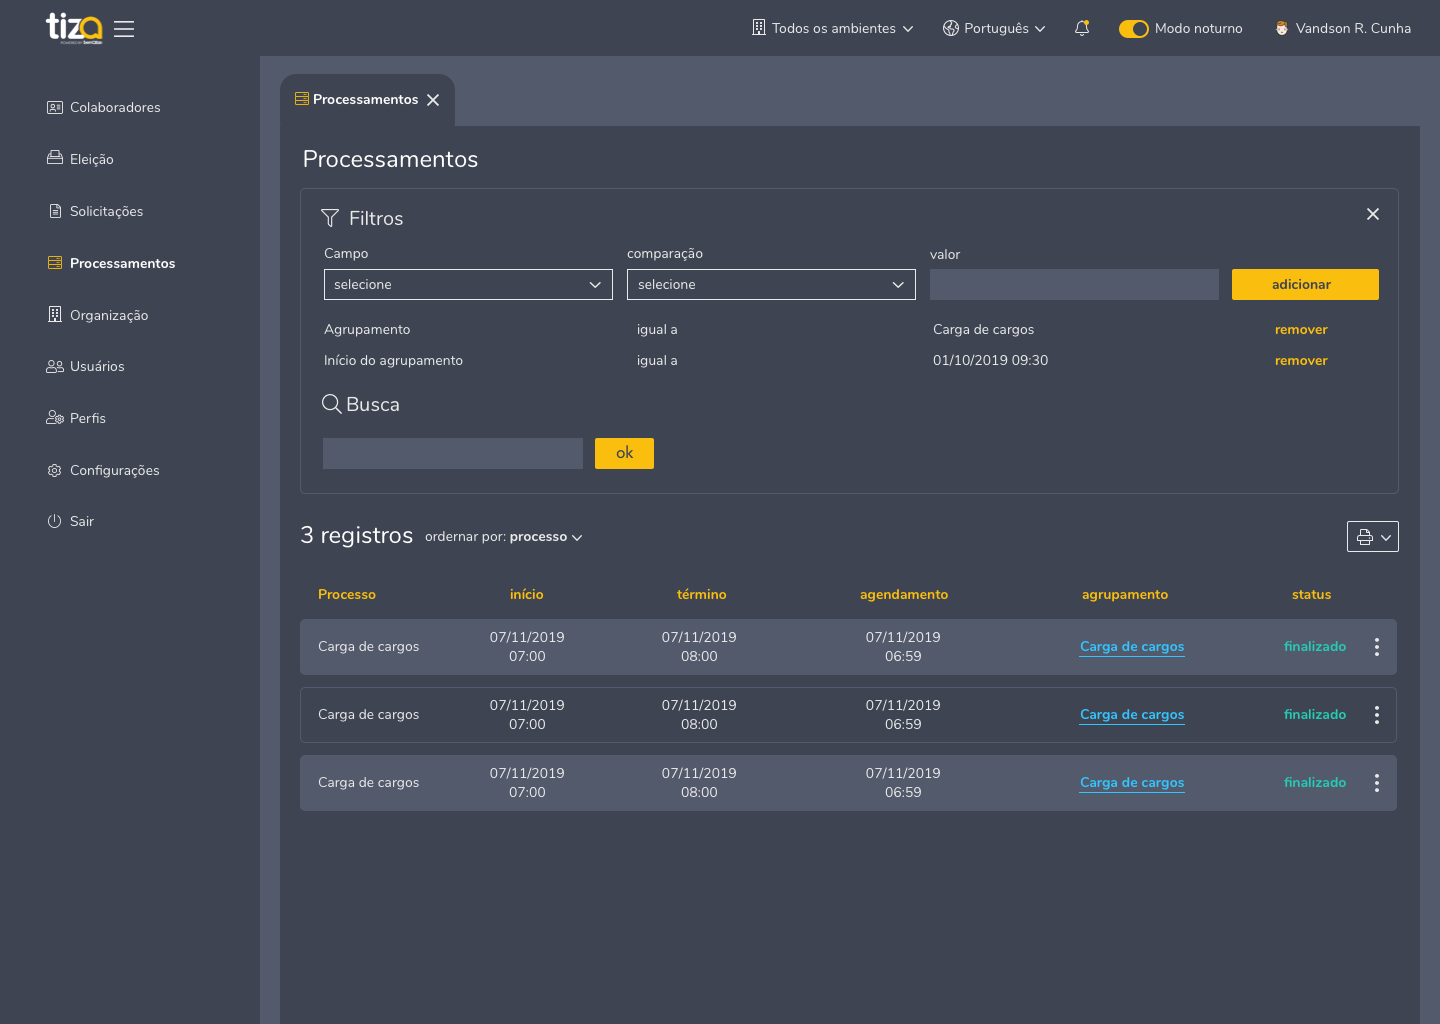 tiza
Todos os ambientes
Português
Modo noturno
Vandson R. Cunha
Colaboradores
Eleição
Solicitações
Processamentos
Organização
Usuários
Perfis
Configurações
Sair
Processamentos
Processamentos
Filtros
Campo
comparação
valor
selecione
selecione
adicionar
Agrupamento igual a Carga de cargos remover
Início do agrupamento igual a 01/10/2019 09:30 remover
Busca
ok
3 registros
ordernar por: processo
Processo início término agendamento agrupamento status
Carga de cargos 07/11/2019 07:00 07/11/2019 08:00 07/11/2019 06:59 Carga de cargos finalizado
Carga de cargos 07/11/2019 07:00 07/11/2019 08:00 07/11/2019 06:59 Carga de cargos finalizado
Carga de cargos 07/11/2019 07:00 07/11/2019 08:00 07/11/2019 06:59 Carga de cargos finalizado